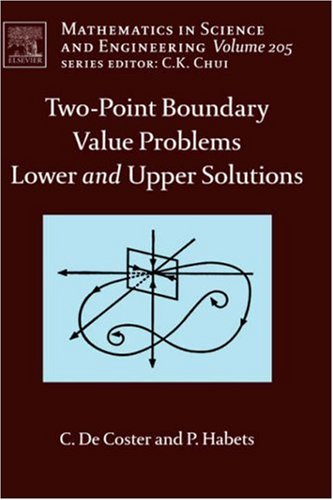 ELSEVIER
MATHEMATICS IN SCIENCE
AND ENGINEERING Volume 205
SERIES EDITOR: C.K. CHUI
Two-Point Boundary
Value Problems
Lower and Upper Solutions
C. De Coster and P. Habets